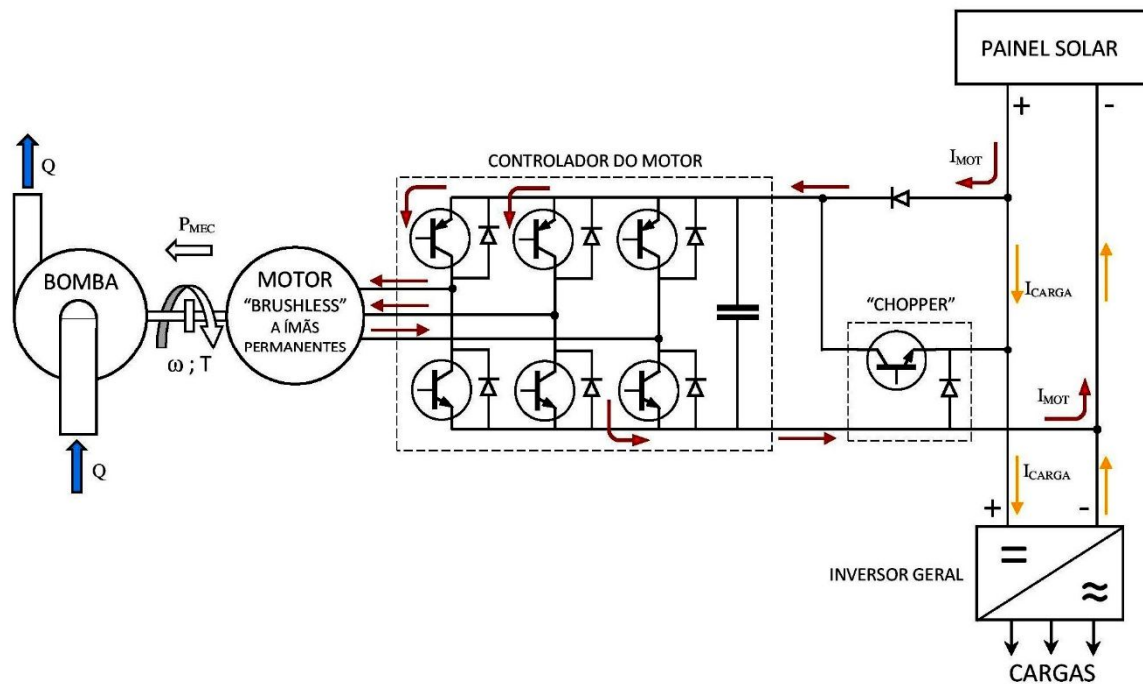 PAINEL SOLAR
+ -
I_MOT
CONTROLADOR DO MOTOR
Q
P_MEC
BOMBA
MOTOR
"BRUSHLESS"
A ÍMÃS
PERMANENTES
ω ; T
I_CARGA
"CHOPPER"
I_MOT
Q
I_CARGA
+ -
INVERSOR GERAL
=
≈
CARGAS